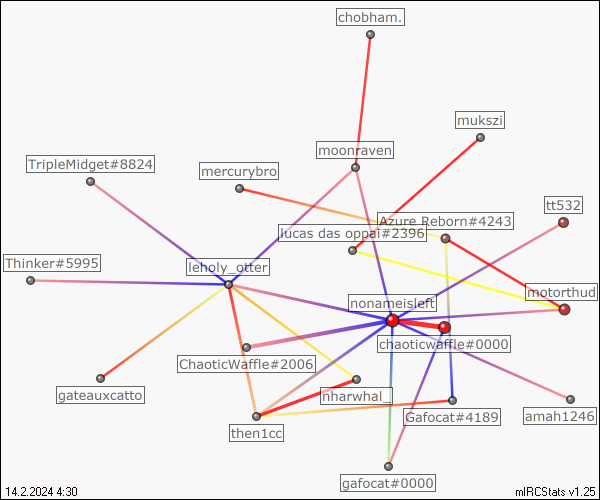 chobham.
mukszi
moonraven
TripleMidget#8824
mercurybro
tt532
Azure Reborn#4243
lucas das oppai#2396
Thinker#5995
leholy_otter
motorthud
nonameisleft
chaoticwaffle#0000
ChaoticWaffle#2006
gateauxcatto
nharwhal_
Gafocat#4189
amah1246
then1cc
gafocat#0000
14.2.2024 4:30
mIRCStats v1.25